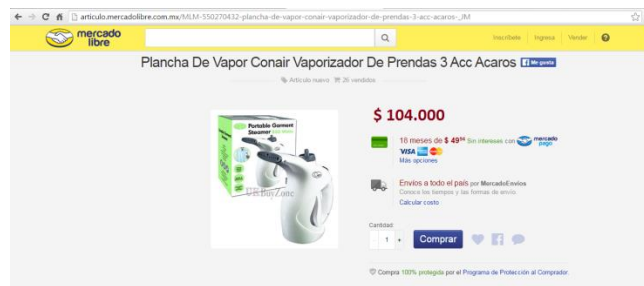 articulo.mercadolibre.com.mx/MLM-550270432-plancha-de-vapor-conair-vaporizador-de-prendas-3-acc-acaros-_JM
mercado
libre
Inscríbete Ingresa Vender ?
Plancha De Vapor Conair Vaporizador De Prendas 3 Acc Acaros Me gusta
Artículo nuevo 26 vendidos
$ 104.000
Portable Garment
Steamer
UB.BuyZone
18 meses de $ 49 Sin intereses con mercado pago
VISA
Más opciones
Envíos a todo el país por MercadoEnvíos
Conoce los tiempos y las formas de envío.
Calcular costo
Cantidad
- 1 + Comprar
Compra 100% protegida por el Programa de Protección al Comprador.